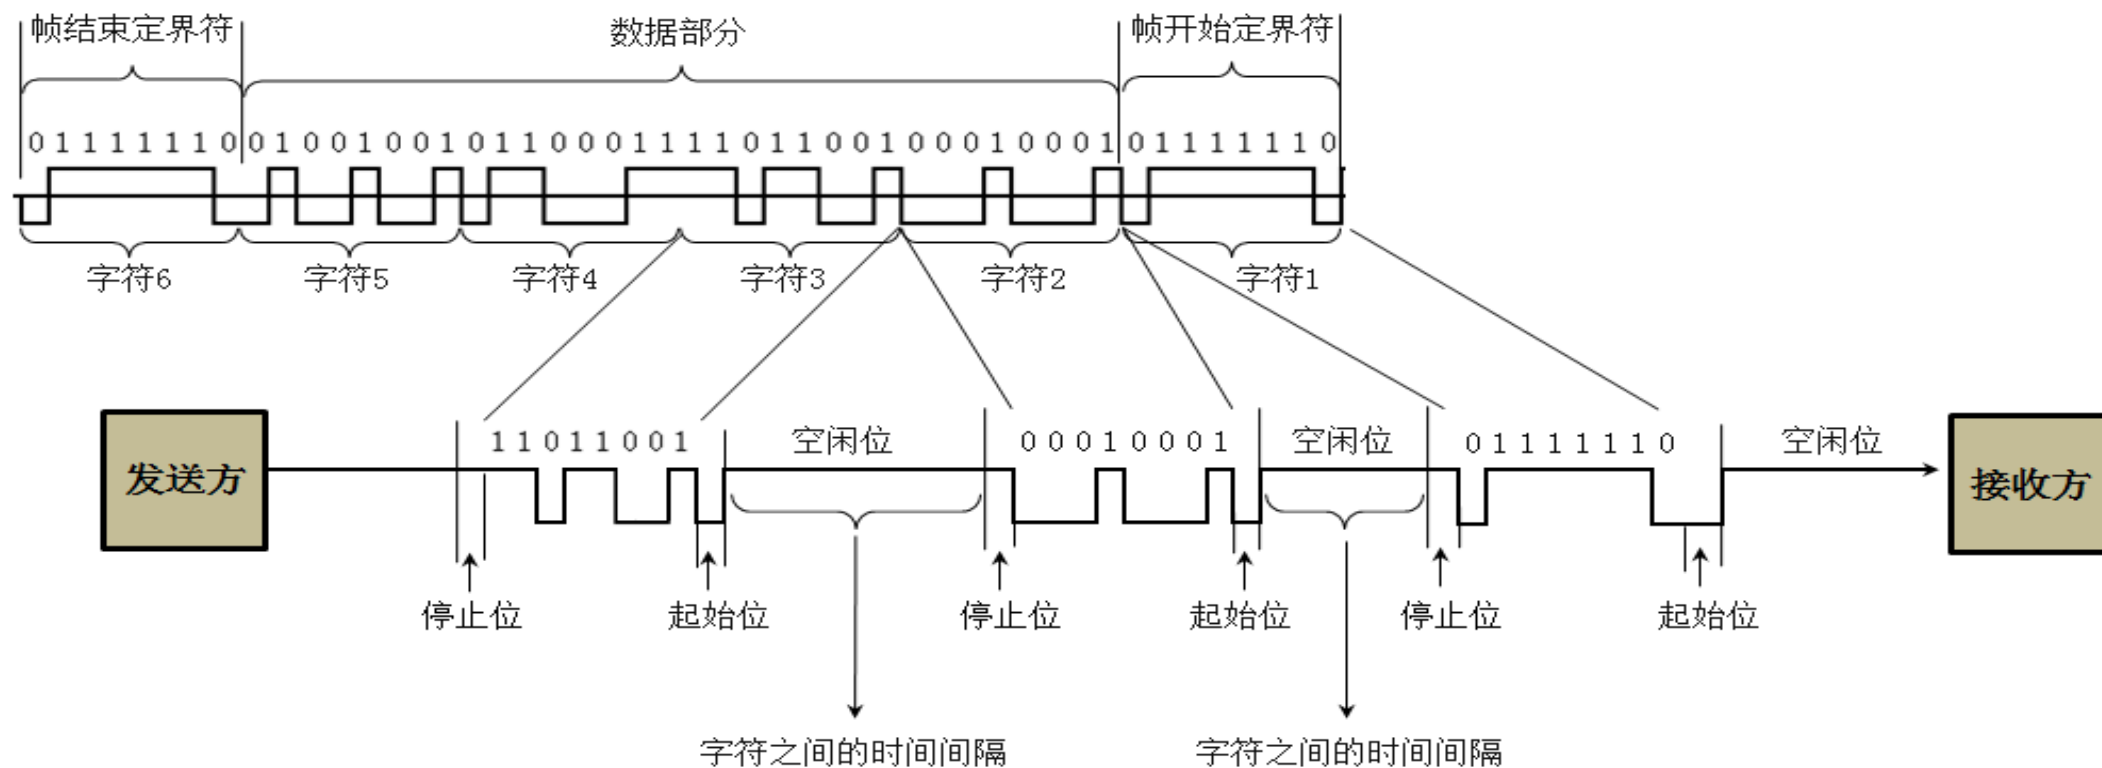 帧结束定界符
数据部分
帧开始定界符
0 1 1 1 1 1 1 0 0 1 0 0 1 0 0 1 0 1 1 0 0 0 1 1 1 1 0 1 1 0 0 1 0 0 0 1 0 0 0 1 0 1 1 1 1 1 1 0
字符6
字符5
字符4
字符3
字符2
字符1
发送方
1 1 0 1 1 0 0 1
空闲位
0 0 0 1 0 0 0 1
空闲位
0 1 1 1 1 1 1 0
空闲位
接收方
停止位
起始位
停止位
起始位
停止位
起始位
字符之间的时间间隔
字符之间的时间间隔